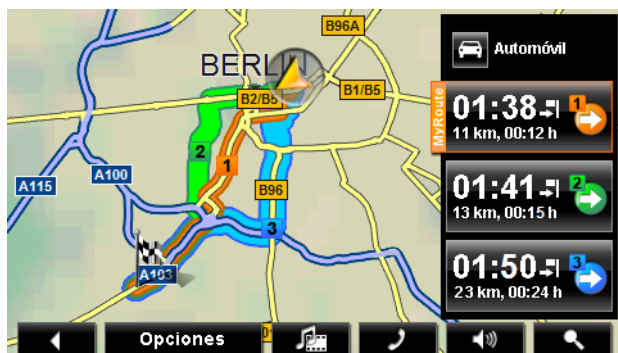 B96A
BERLIN
B2/B5
B1/B5
2
1
A100
A115
B96
3
A103
Automóvil
MyRoute
01:38
1
11 km, 00:12 h
01:41
2
13 km, 00:15 h
01:50
3
23 km, 00:24 h
Opciones